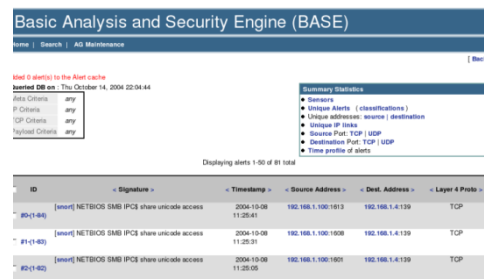 Basic Analysis and Security Engine (BASE)
Home | Search | AG Maintenance
[ Bac
dded 0 alert(s) to the Alert cache
Queried DB on : Thu October 14, 2004 22:04:44
Meta Criteria any
IP Criteria any
TCP Criteria any
Payload Criteria any
Summary Statistics
Sensors
Unique Alerts ( classifications )
Unique addresses: source | destination
Unique IP links
Source Port: TCP | UDP
Destination Port: TCP | UDP
Time profile of alerts
Displaying alerts 1-50 of 81 total
ID < Signature > < Timestamp > < Source Address > < Dest. Address > < Layer 4 Proto >
#0-(1-84) [snort] NETBIOS SMB IPC$ share unicode access 2004-10-08 11:25:41 192.168.1.100:1613 192.168.1.4:139 TCP
#1-(1-83) [snort] NETBIOS SMB IPC$ share unicode access 2004-10-08 11:25:31 192.168.1.100:1608 192.168.1.4:139 TCP
#2-(1-82) [snort] NETBIOS SMB IPC$ share unicode access 2004-10-08 11:25:05 192.168.1.100:1601 192.168.1.4:139 TCP